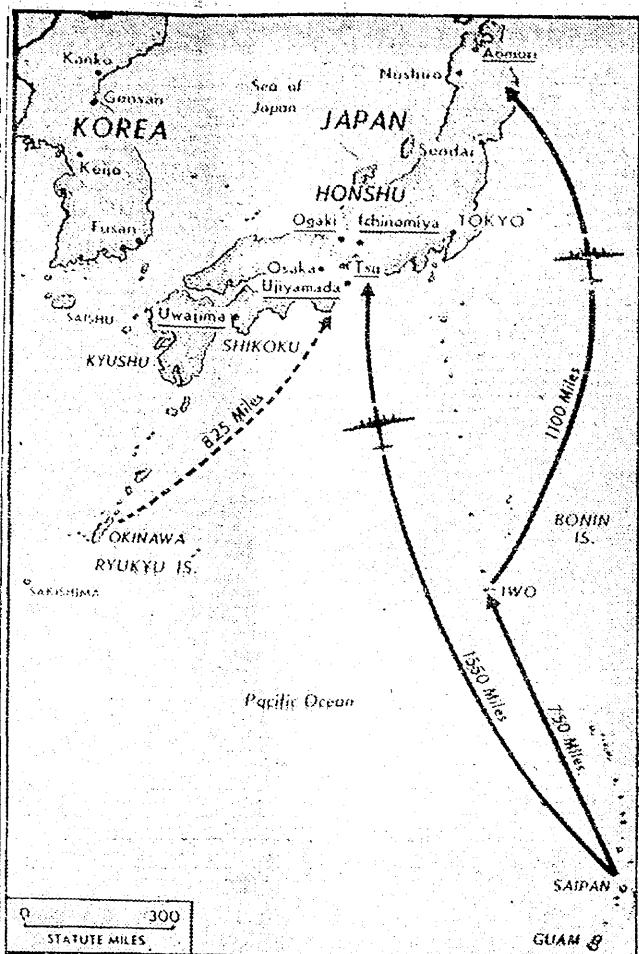 Kanko
Gensan
KOREA
Keijo
Fusan
SAISHU
Sea of
Japan
JAPAN
Aomori
Noshiro
Sendai
HONSHU
Ogaki
Ichinomiya
TOKYO
Osaka
Tsu
Ujiyamada
Uwajima
SHIKOKU
KYUSHU
825 Miles
1100 Miles
OKINAWA
RYUKYU IS.
SAKISHIMA
BONIN
IS.
IWO
1550 Miles
750 Miles
Pacific Ocean
SAIPAN
0 300
STATUTE MILES
GUAM